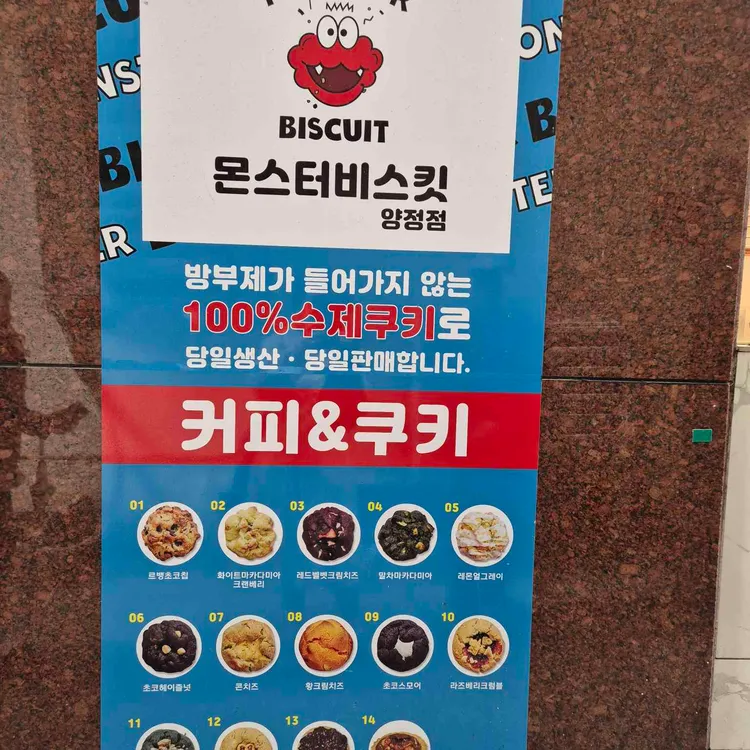 BISCUIT
몬스터비스킷
양정점
방부제가 들어가지 않는
100%수제쿠키로
당일생산 · 당일판매합니다.
커피&쿠키
01 02 03 04 05
르뱅초코칩 화이트마카다미아 레드벨벳크림치즈 말차마카다미아 레몬얼그레이
크랜베리
06 07 08 09 10
초코헤이즐넛 콘치즈 황크림치즈 초코스모어 라즈베리크럼블
11 12 13 14